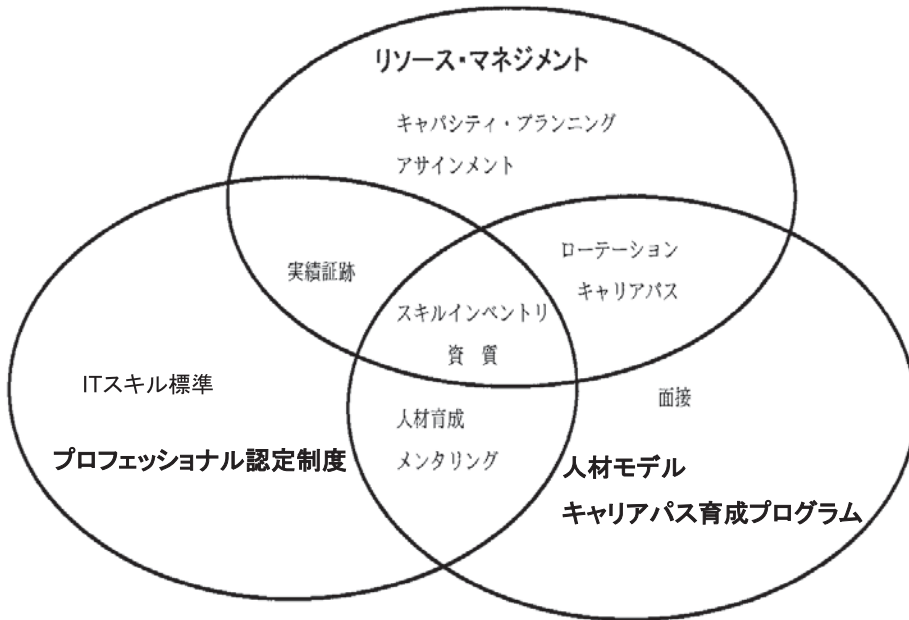 リソース・マネジメント
キャパシティ・プランニング
アサインメント
実績証跡
ローテーション
キャリアパス
スキルインベントリ
資 質
ITスキル標準
面接
人材育成
メンタリング
プロフェッショナル認定制度
人材モデル
キャリアパス育成プログラム